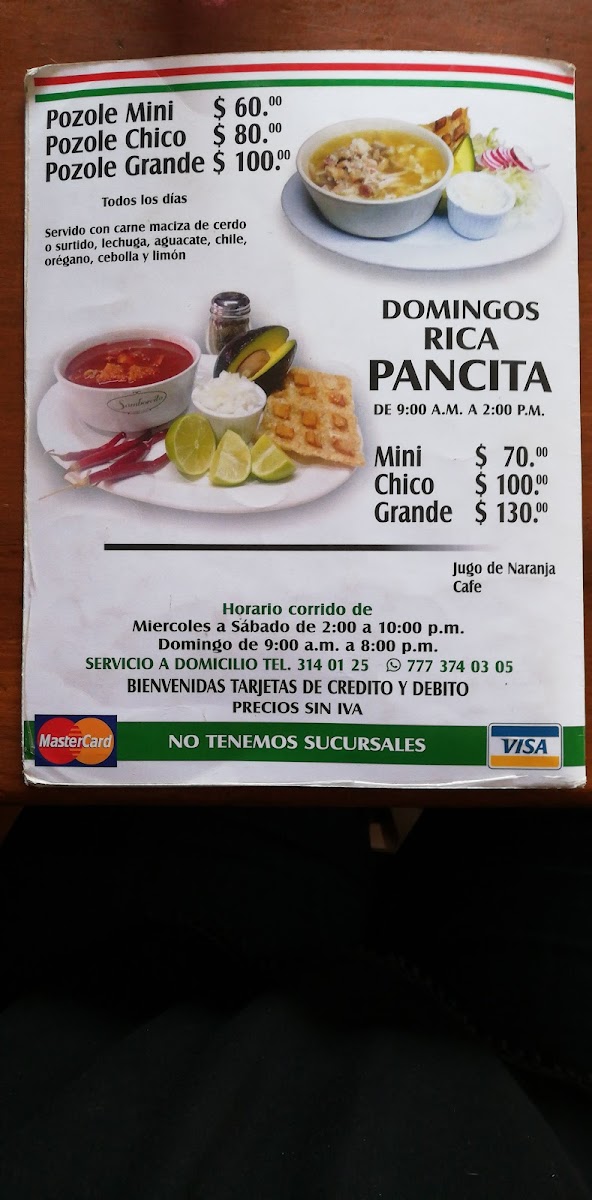 Pozole Mini $ 60.00
Pozole Chico $ 80.00
Pozole Grande $ 100.00
Todos los días
Servido con carne maciza de cerdo
o surtido, lechuga, aguacate, chile,
orégano, cebolla y limón
DOMINGOS
RICA
PANCITA
DE 9:00 A.M. A 2:00 P.M.
Mini $ 70.00
Chico $ 100.00
Grande $ 130.00
Jugo de Naranja
Cafe
Horario corrido de
Miercoles a Sábado de 2:00 a 10:00 p.m.
Domingo de 9:00 a.m. a 8:00 p.m.
SERVICIO A DOMICILIO TEL. 314 01 25 777 374 03 05
BIENVENIDAS TARJETAS DE CREDITO Y DEBITO
PRECIOS SIN IVA
MasterCard
NO TENEMOS SUCURSALES
VISA